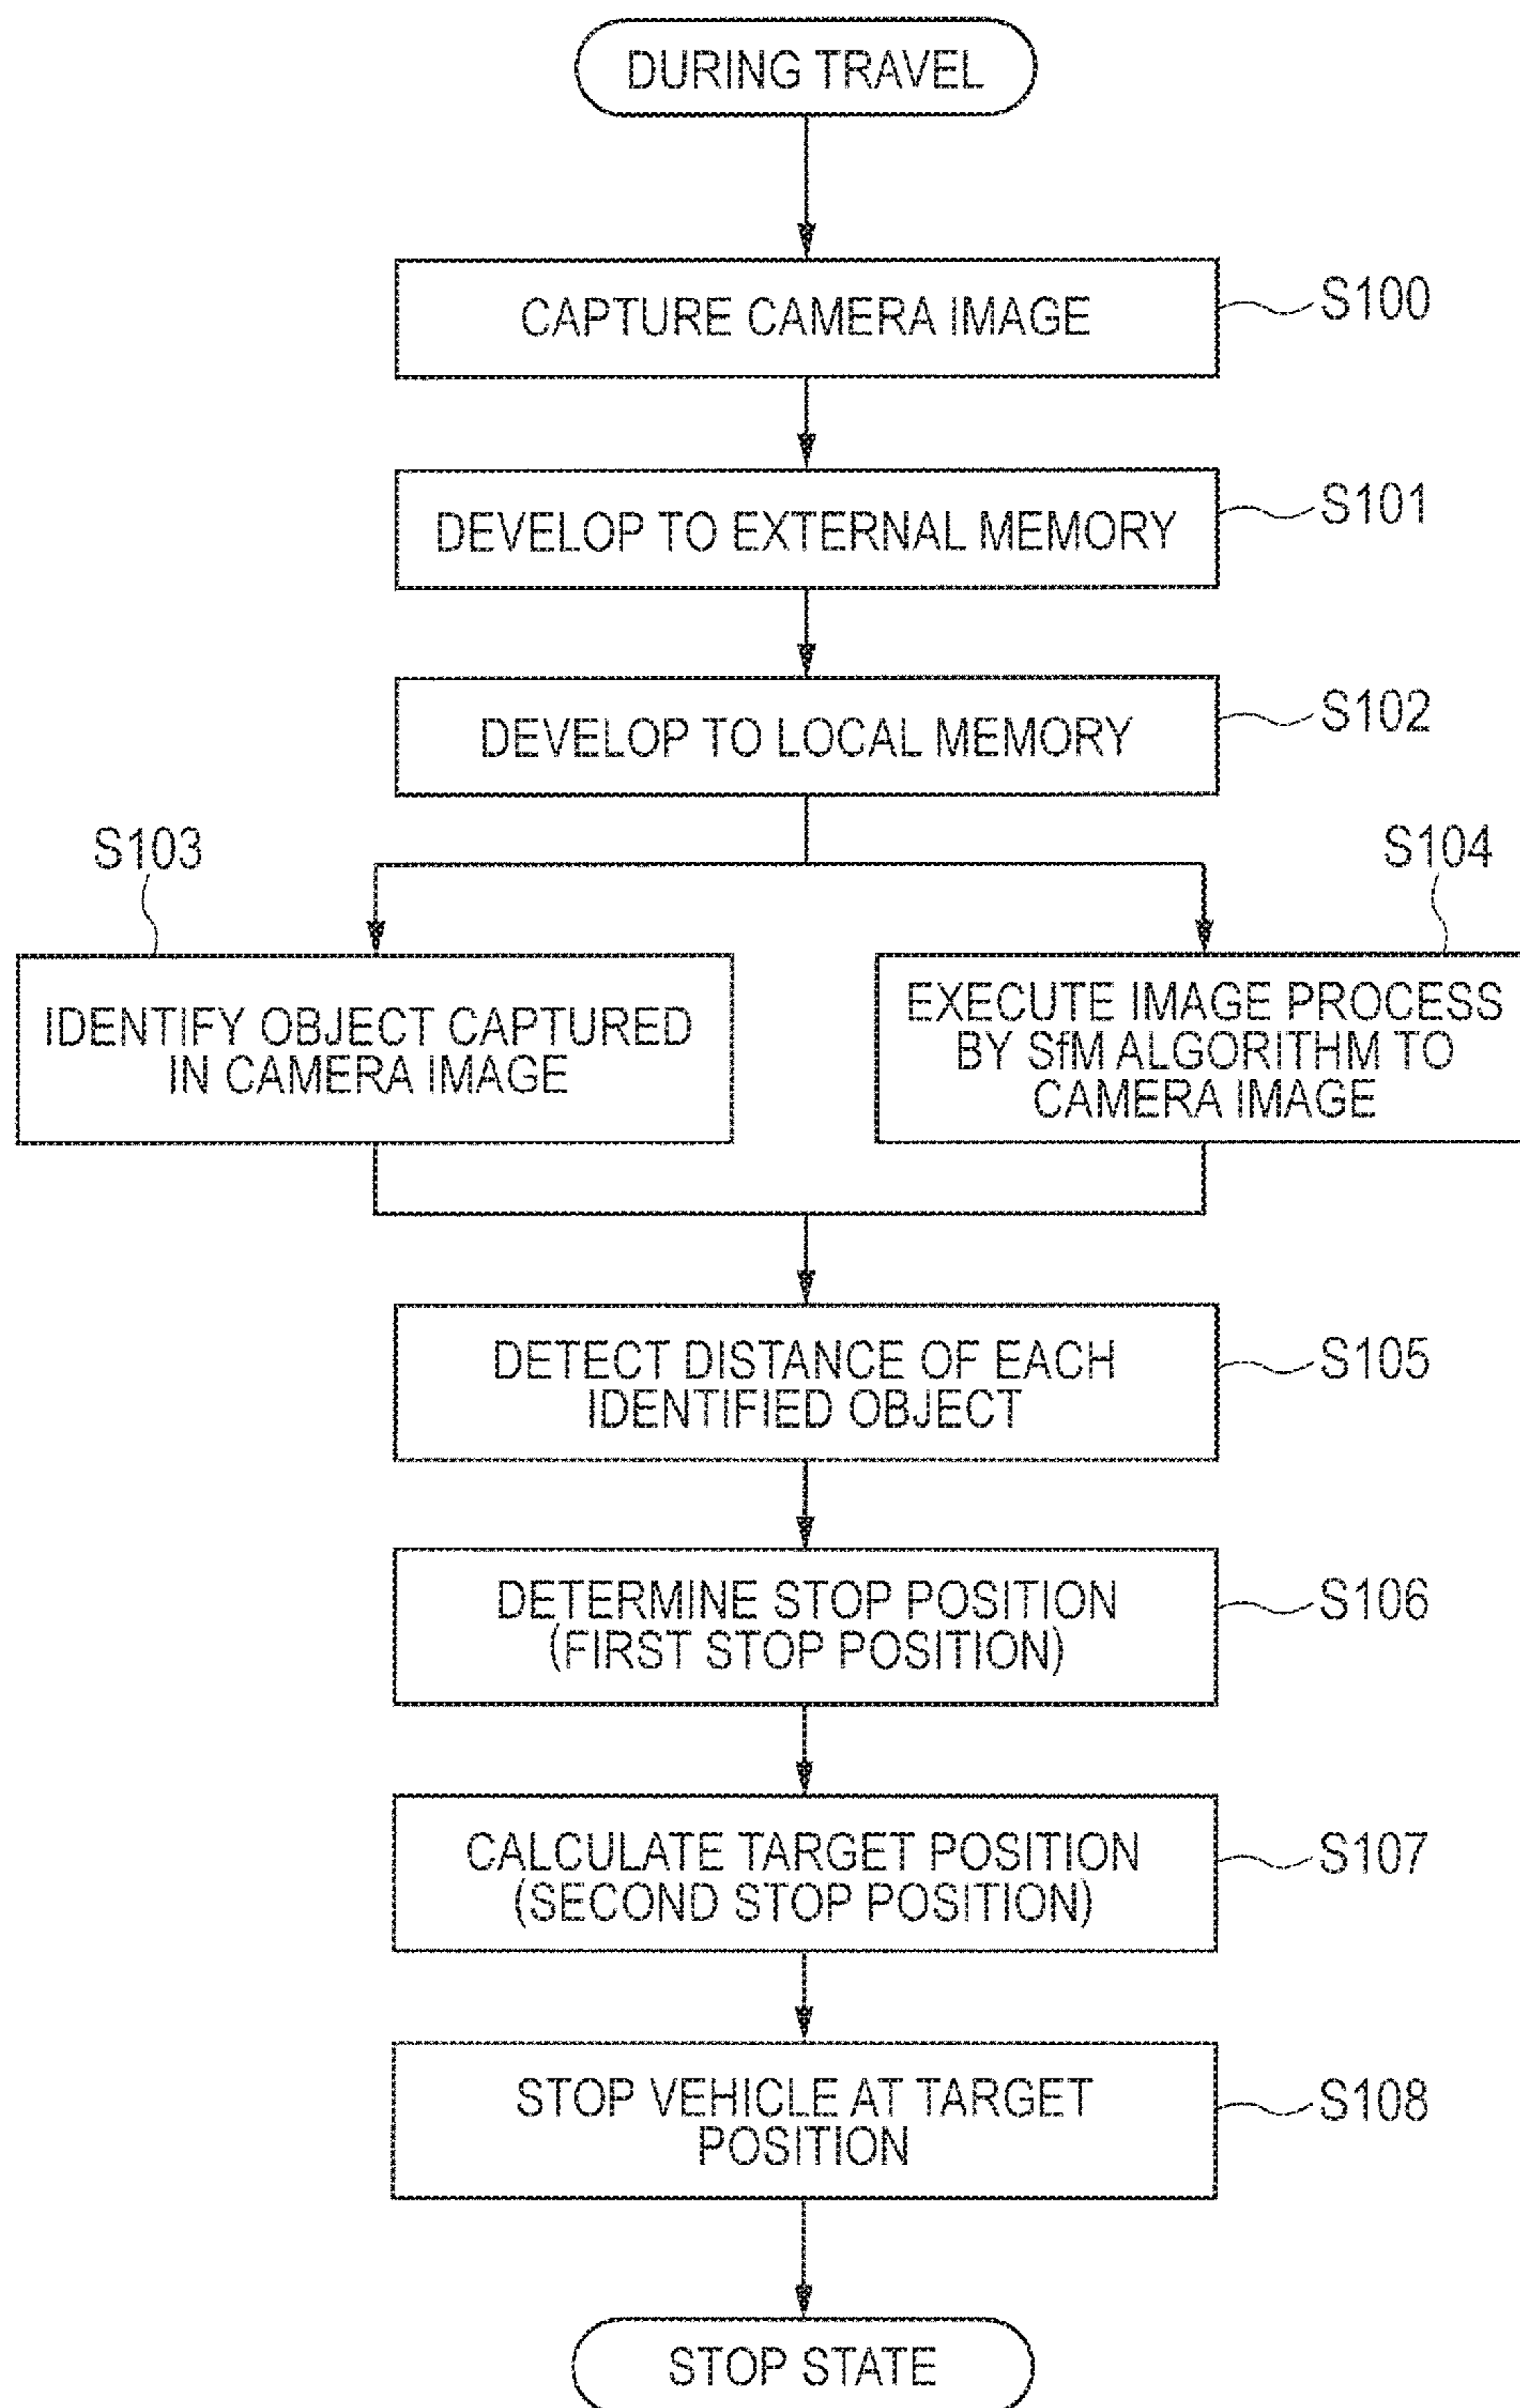 DURING TRAVEL
CAPTURE CAMERA IMAGE
S100
DEVELOP TO EXTERNAL MEMORY
S101
DEVELOP TO LOCAL MEMORY
S102
S103
S104
IDENTIFY OBJECT CAPTURED
IN CAMERA IMAGE
EXECUTE IMAGE PROCESS
BY SfM ALGORITHM TO
CAMERA IMAGE
DETECT DISTANCE OF EACH
IDENTIFIED OBJECT
S105
DETERMINE STOP POSITION
(FIRST STOP POSITION)
S106
CALCULATE TARGET POSITION
(SECOND STOP POSITION)
S107
STOP VEHICLE AT TARGET
POSITION
S108
STOP STATE